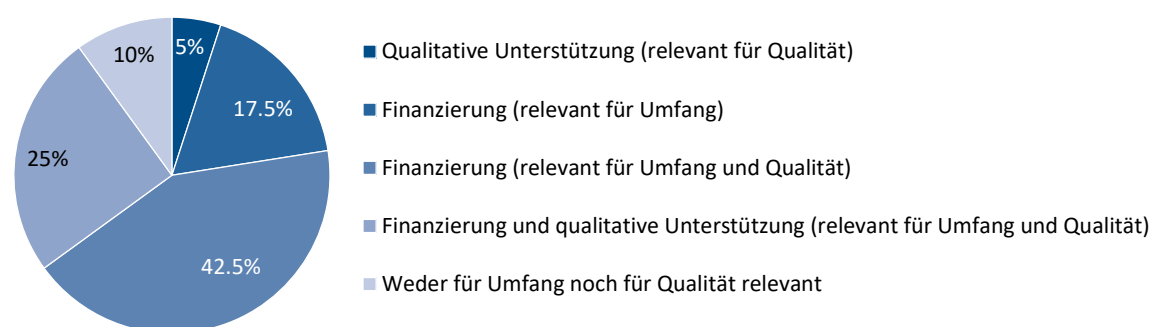 5%
10%
17.5%
25%
42.5%
Qualitative Unterstützung (relevant für Qualität)
Finanzierung (relevant für Umfang)
Finanzierung (relevant für Umfang und Qualität)
Finanzierung und qualitative Unterstützung (relevant für Umfang und Qualität)
Weder für Umfang noch für Qualität relevant